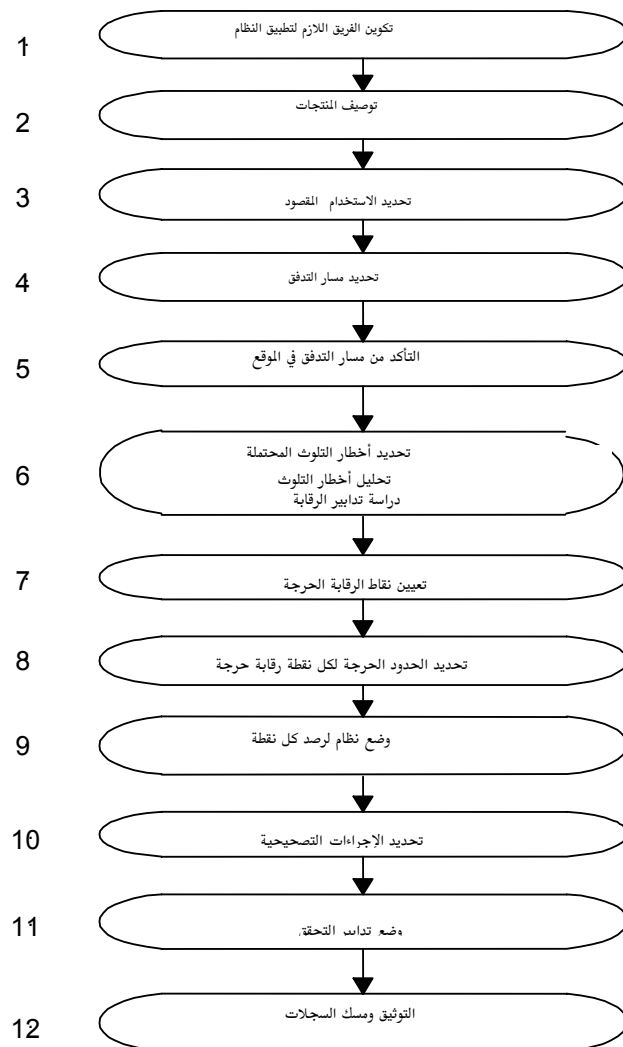 1 تكوين الفريق اللازم لتطبيق النظام
2 توصيف المنتجات
3 تحديد الاستخدام المقصود
4 تحديد مسار التدفق
5 التأكد من مسار التدفق في الموقع
6 تحديد أخطار التلوث المحتملة
تحليل أخطار التلوث
دراسة تدابير الرقابة
7 تعيين نقاط الرقابة الحرجة
8 تحديد الحدود الحرجة لكل نقطة رقابة حرجة
9 وضع نظام لرصد كل نقطة
10 تحديد الإجراءات التصحيحية
11 وضع تدابير التحقق
12 التوثيق ومسك السجلات